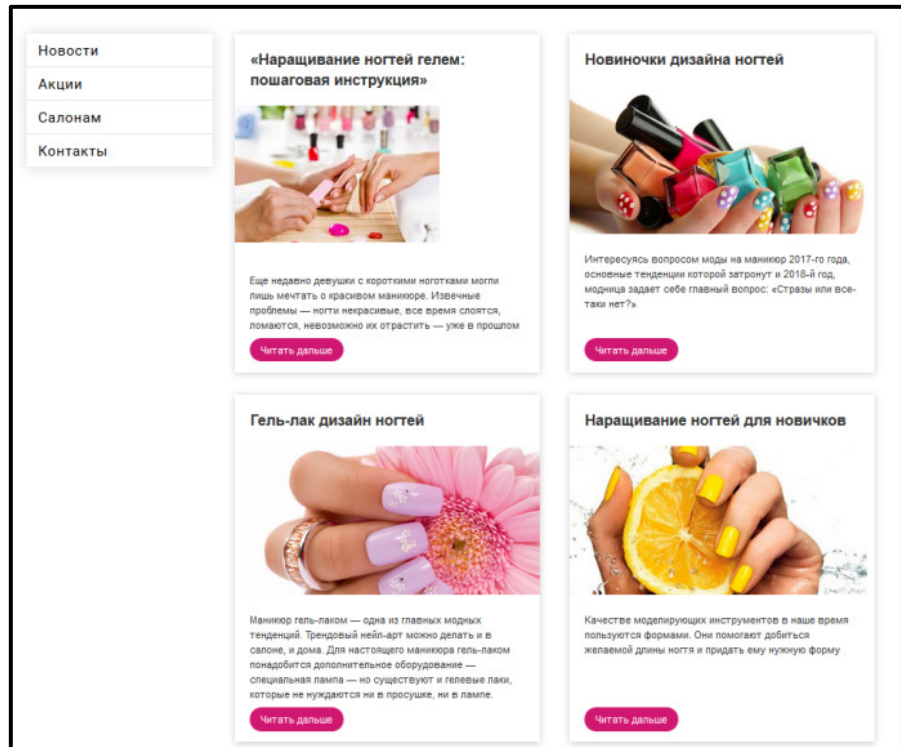 Новости
Акции
Салонам
Контакты
«Наращивание ногтей гелем:
пошаговая инструкция»
Еще недавно девушки с короткими ноготками могли
лишь мечтать о красивом маникюре. Извечные
проблемы — ногти некрасивые, все время слоятся,
ломаются, невозможно их отрастить — уже в прошлом
Читать дальше
Новиночки дизайна ногтей
Интересуясь вопросом моды на маникюр 2017-го года,
основные тенденции которой затронут и 2018-й год,
модница задает себе главный вопрос: «Стразы или все-
таки нет?»
Читать дальше
Гель-лак дизайн ногтей
Маникюр гель-лаком — одна из главных модных
тенденций. Трендовый нейл-арт можно делать и в
салоне, и дома. Для настоящего маникюра гель-лаком
понадобится дополнительное оборудование —
специальная лампа — но существуют и гелевые лаки,
которые не нуждаются ни в просушке, ни в лампе.
Читать дальше
Наращивание ногтей для новичков
Качестве моделирующих инструментов в наше время
пользуются формами. Они помогают добиться
желаемой длины ногтя и придать ему нужную форму
Читать дальше